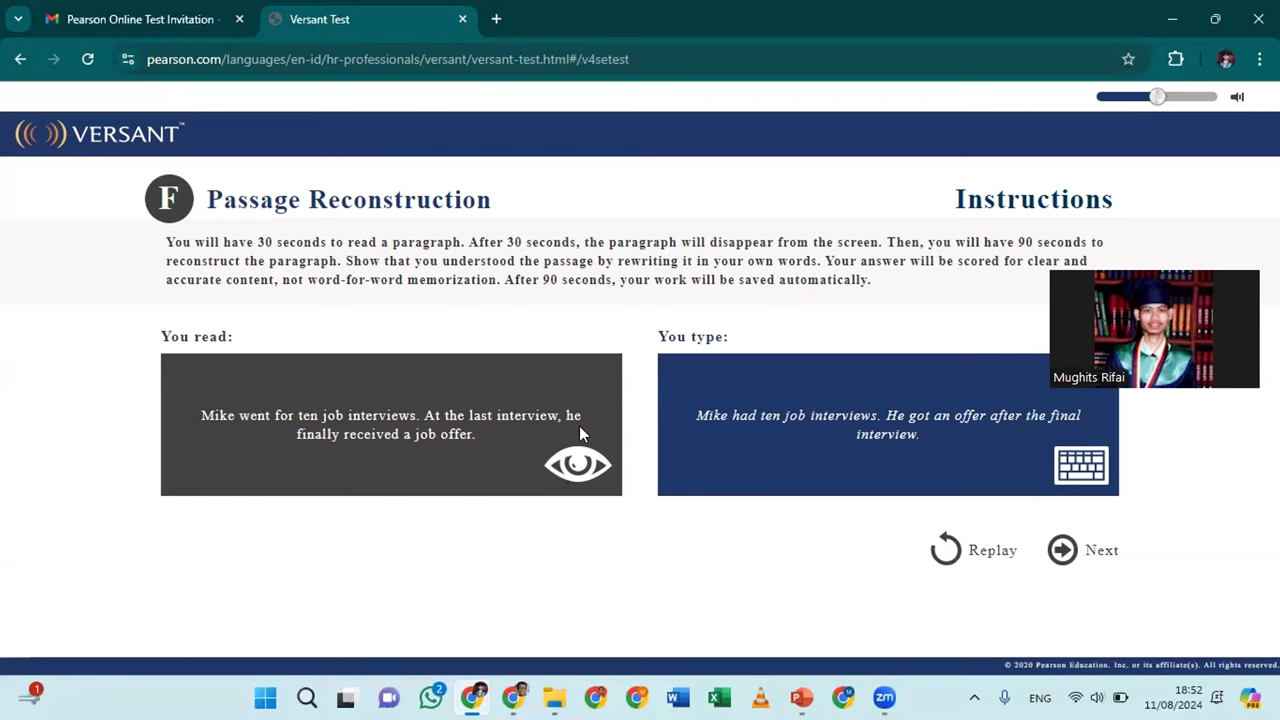 Pearson Online Test Invitation
Versant Test
pearson.com/languages/en-id/hr-professionals/versant/versant-test.html#/v4setest
VERSANT™
F
Passage Reconstruction
Instructions
You will have 30 seconds to read a paragraph. After 30 seconds, the paragraph will disappear from the screen. Then, you will have 90 seconds to
reconstruct the paragraph. Show that you understood the passage by rewriting it in your own words. Your answer will be scored for clear and
accurate content, not word-for-word memorization. After 90 seconds, your work will be saved automatically.
You read:
You type:
Mike went for ten job interviews. At the last interview, he
finally received a job offer.
Mike had ten job interviews. He got an offer after the final
interview.
Mughits Rifai
Replay
Next
© 2020 Pearson Education, Inc. or its affiliate(s). All rights reserved.
1
2
zm
ENG
18:52
11/08/2024
PRE